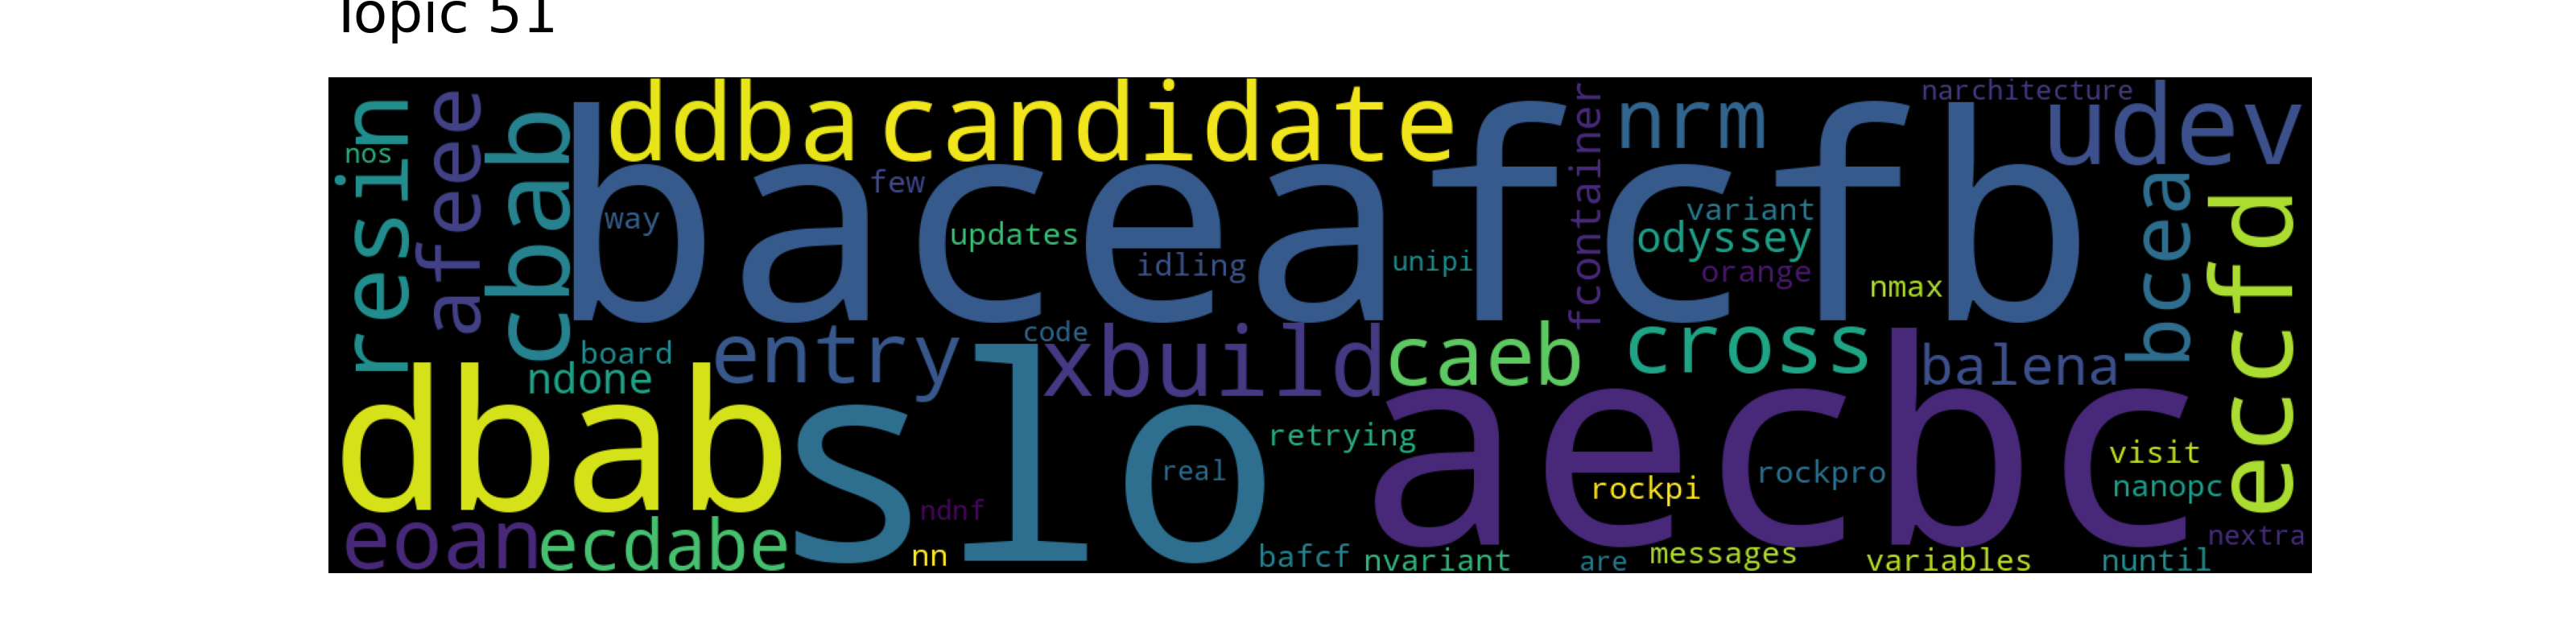 Topic 51
resin
nos
afeee
cbab
ddba
candidate
few
way
baceafcfb
updates
idling
unipi
fcontainer
nrm
variant
odyssey
orange
nmax
narchitecture
udev
bcea
eccfd
board
ndone
entry
code
xbuild
caeb
cross
balena
dbab
slo
retrying
real
aecbc
rockpi
rockpro
visit
nanopc
ndnf
nn
eoan
ecdabe
bafcf
nvariant
are
messages
variables
nuntil
nextra